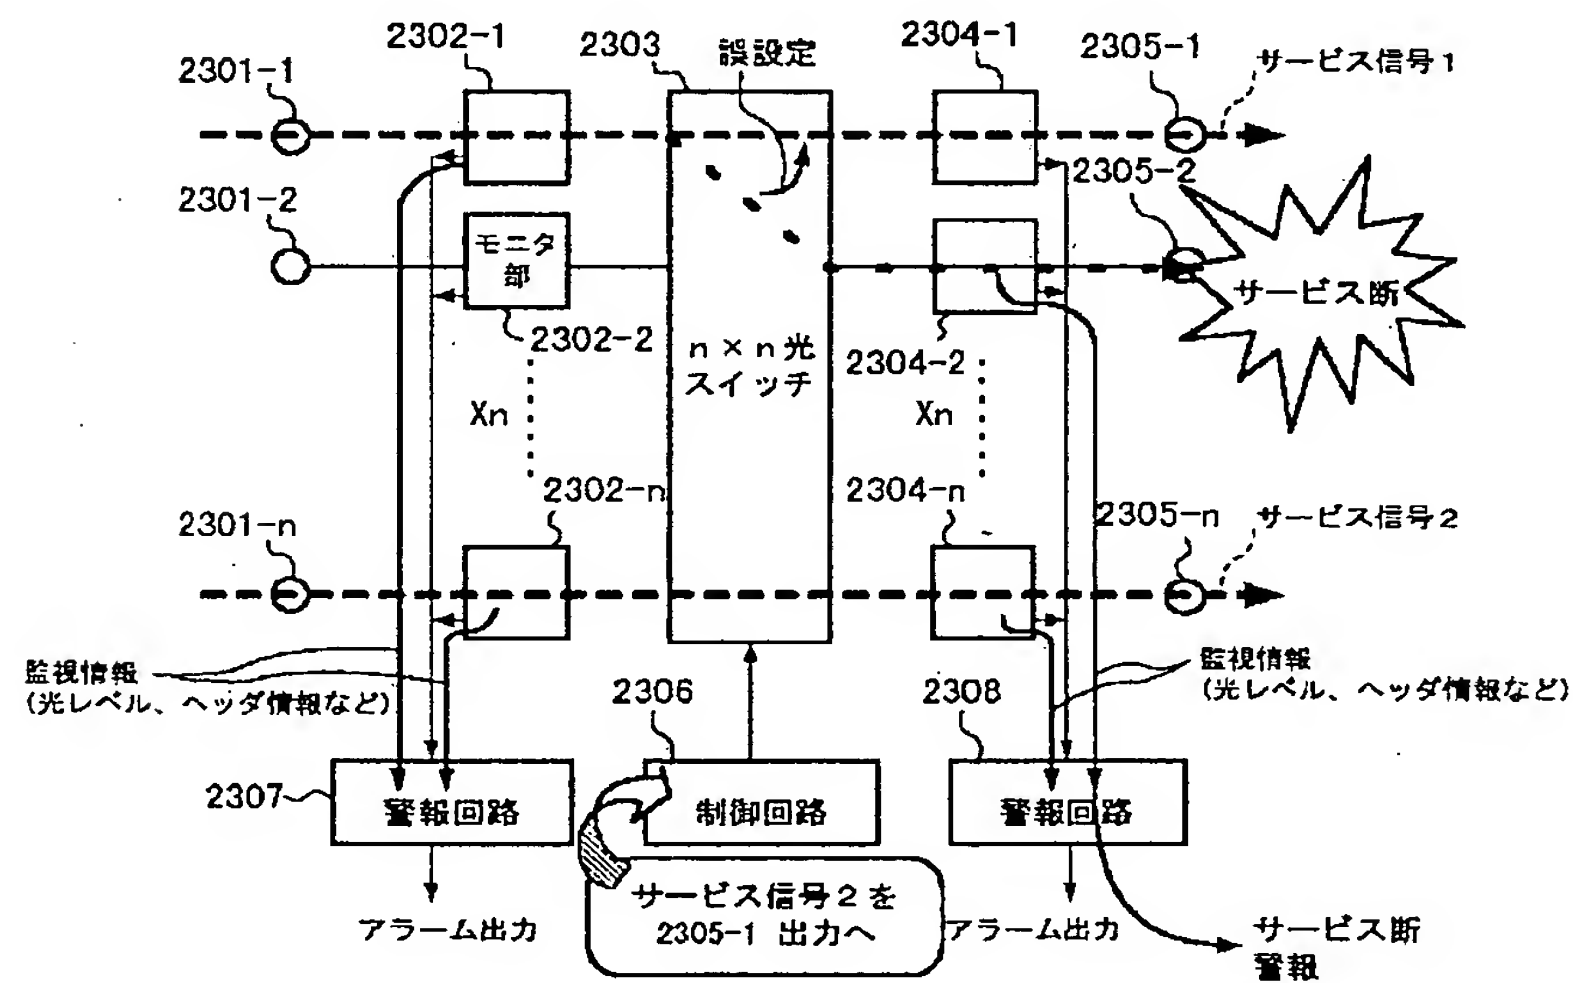 2302-1
2303
誤設定
2304-1
2305-1
サービス信号1
2301-1
2301-2
モニタ
部
2302-2
n×n光
スイッチ
2304-2
2305-2
サービス断
Xn
Xn
2302-n
2304-n
2301-n
2305-n
サービス信号2
監視情報
(光レベル、ヘッダ情報など)
2306
2308
監視情報
(光レベル、ヘッダ情報など)
2307
警報回路
制御回路
警報回路
アラーム出力
サービス信号2を
2305-1 出力へ
アラーム出力
サービス断
警報